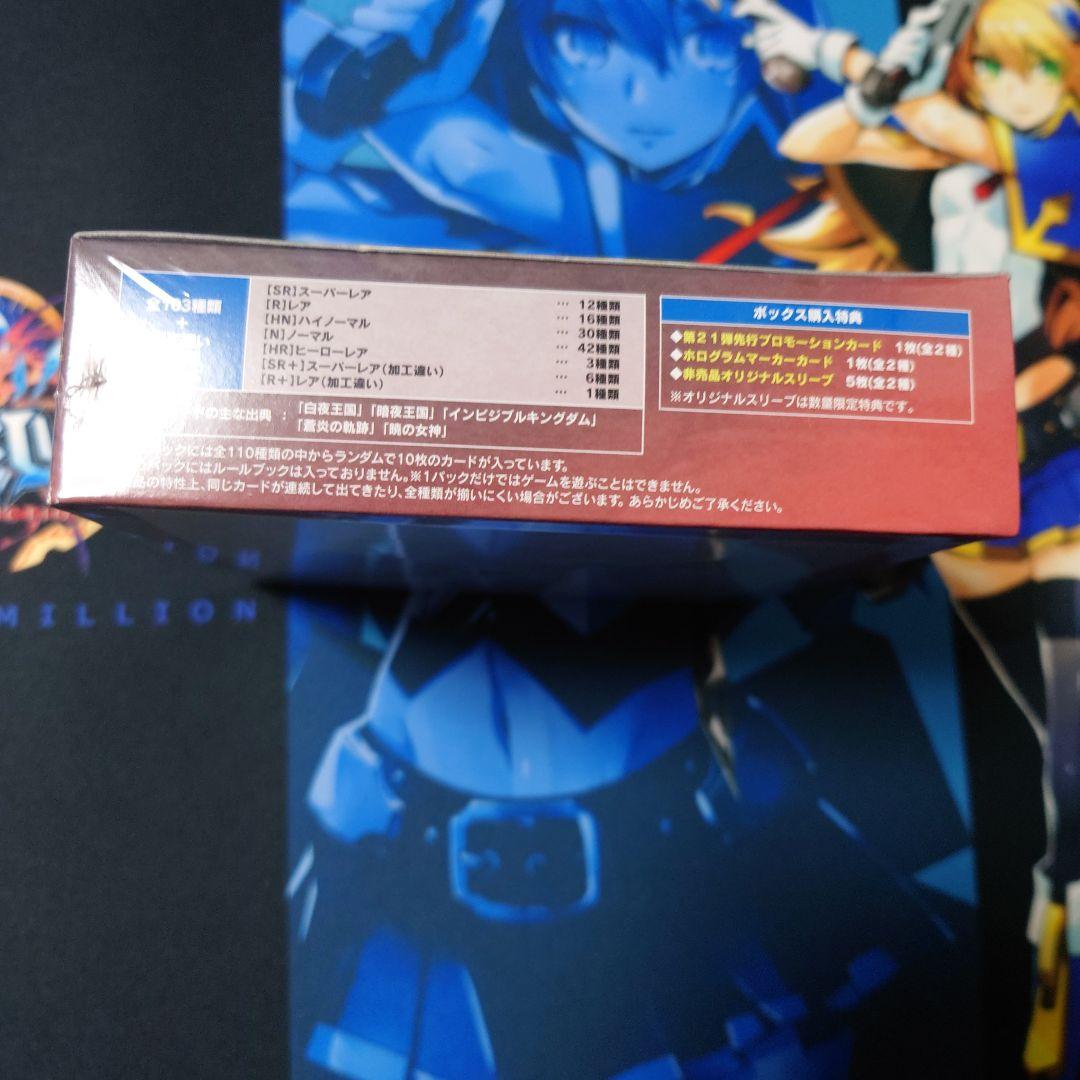 全103種類
+
[SR]スーパーレア … 12種類
[R]レア … 16種類
[HN]ハイノーマル … 30種類
[N]ノーマル … 42種類
[HR]ヒーローレア … 3種類
[SR+]スーパーレア(加工違い) … 6種類
[R+]レア(加工違い) … 1種類
の主な出典 : 「白夜王国」「暗夜王国」「インビジブルキングダム」
「蒼炎の軌跡」「暁の女神」
パックには全110種類の中からランダムで10枚のカードが入っています。
パックにはルールブックは入っておりません。※1パックだけではゲームを遊ぶことはできません。
品の特性上、同じカードが連続して出てきたり、全種類が揃いにくい場合がございます。あらかじめご了承ください。
ボックス購入特典
◆第21弾先行プロモーションカード 1枚(全2種)
◆ホログラムマーカーカード 1枚(全2種)
◆非売品オリジナルスリーブ 5枚(全2種)
※オリジナルスリーブは数量限定特典です。
MILLION